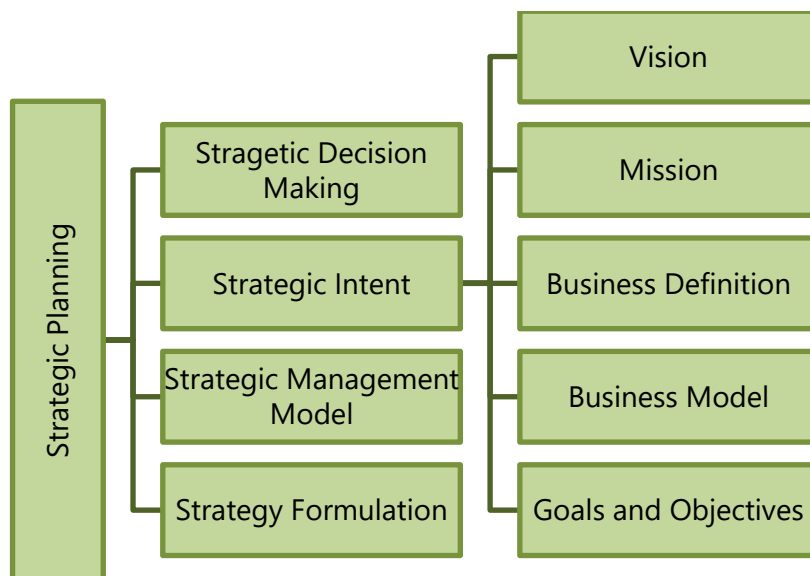 Strategic Planning
Stragetic Decision
Making
Strategic Intent
Strategic Management
Model
Strategy Formulation
Vision
Mission
Business Definition
Business Model
Goals and Objectives